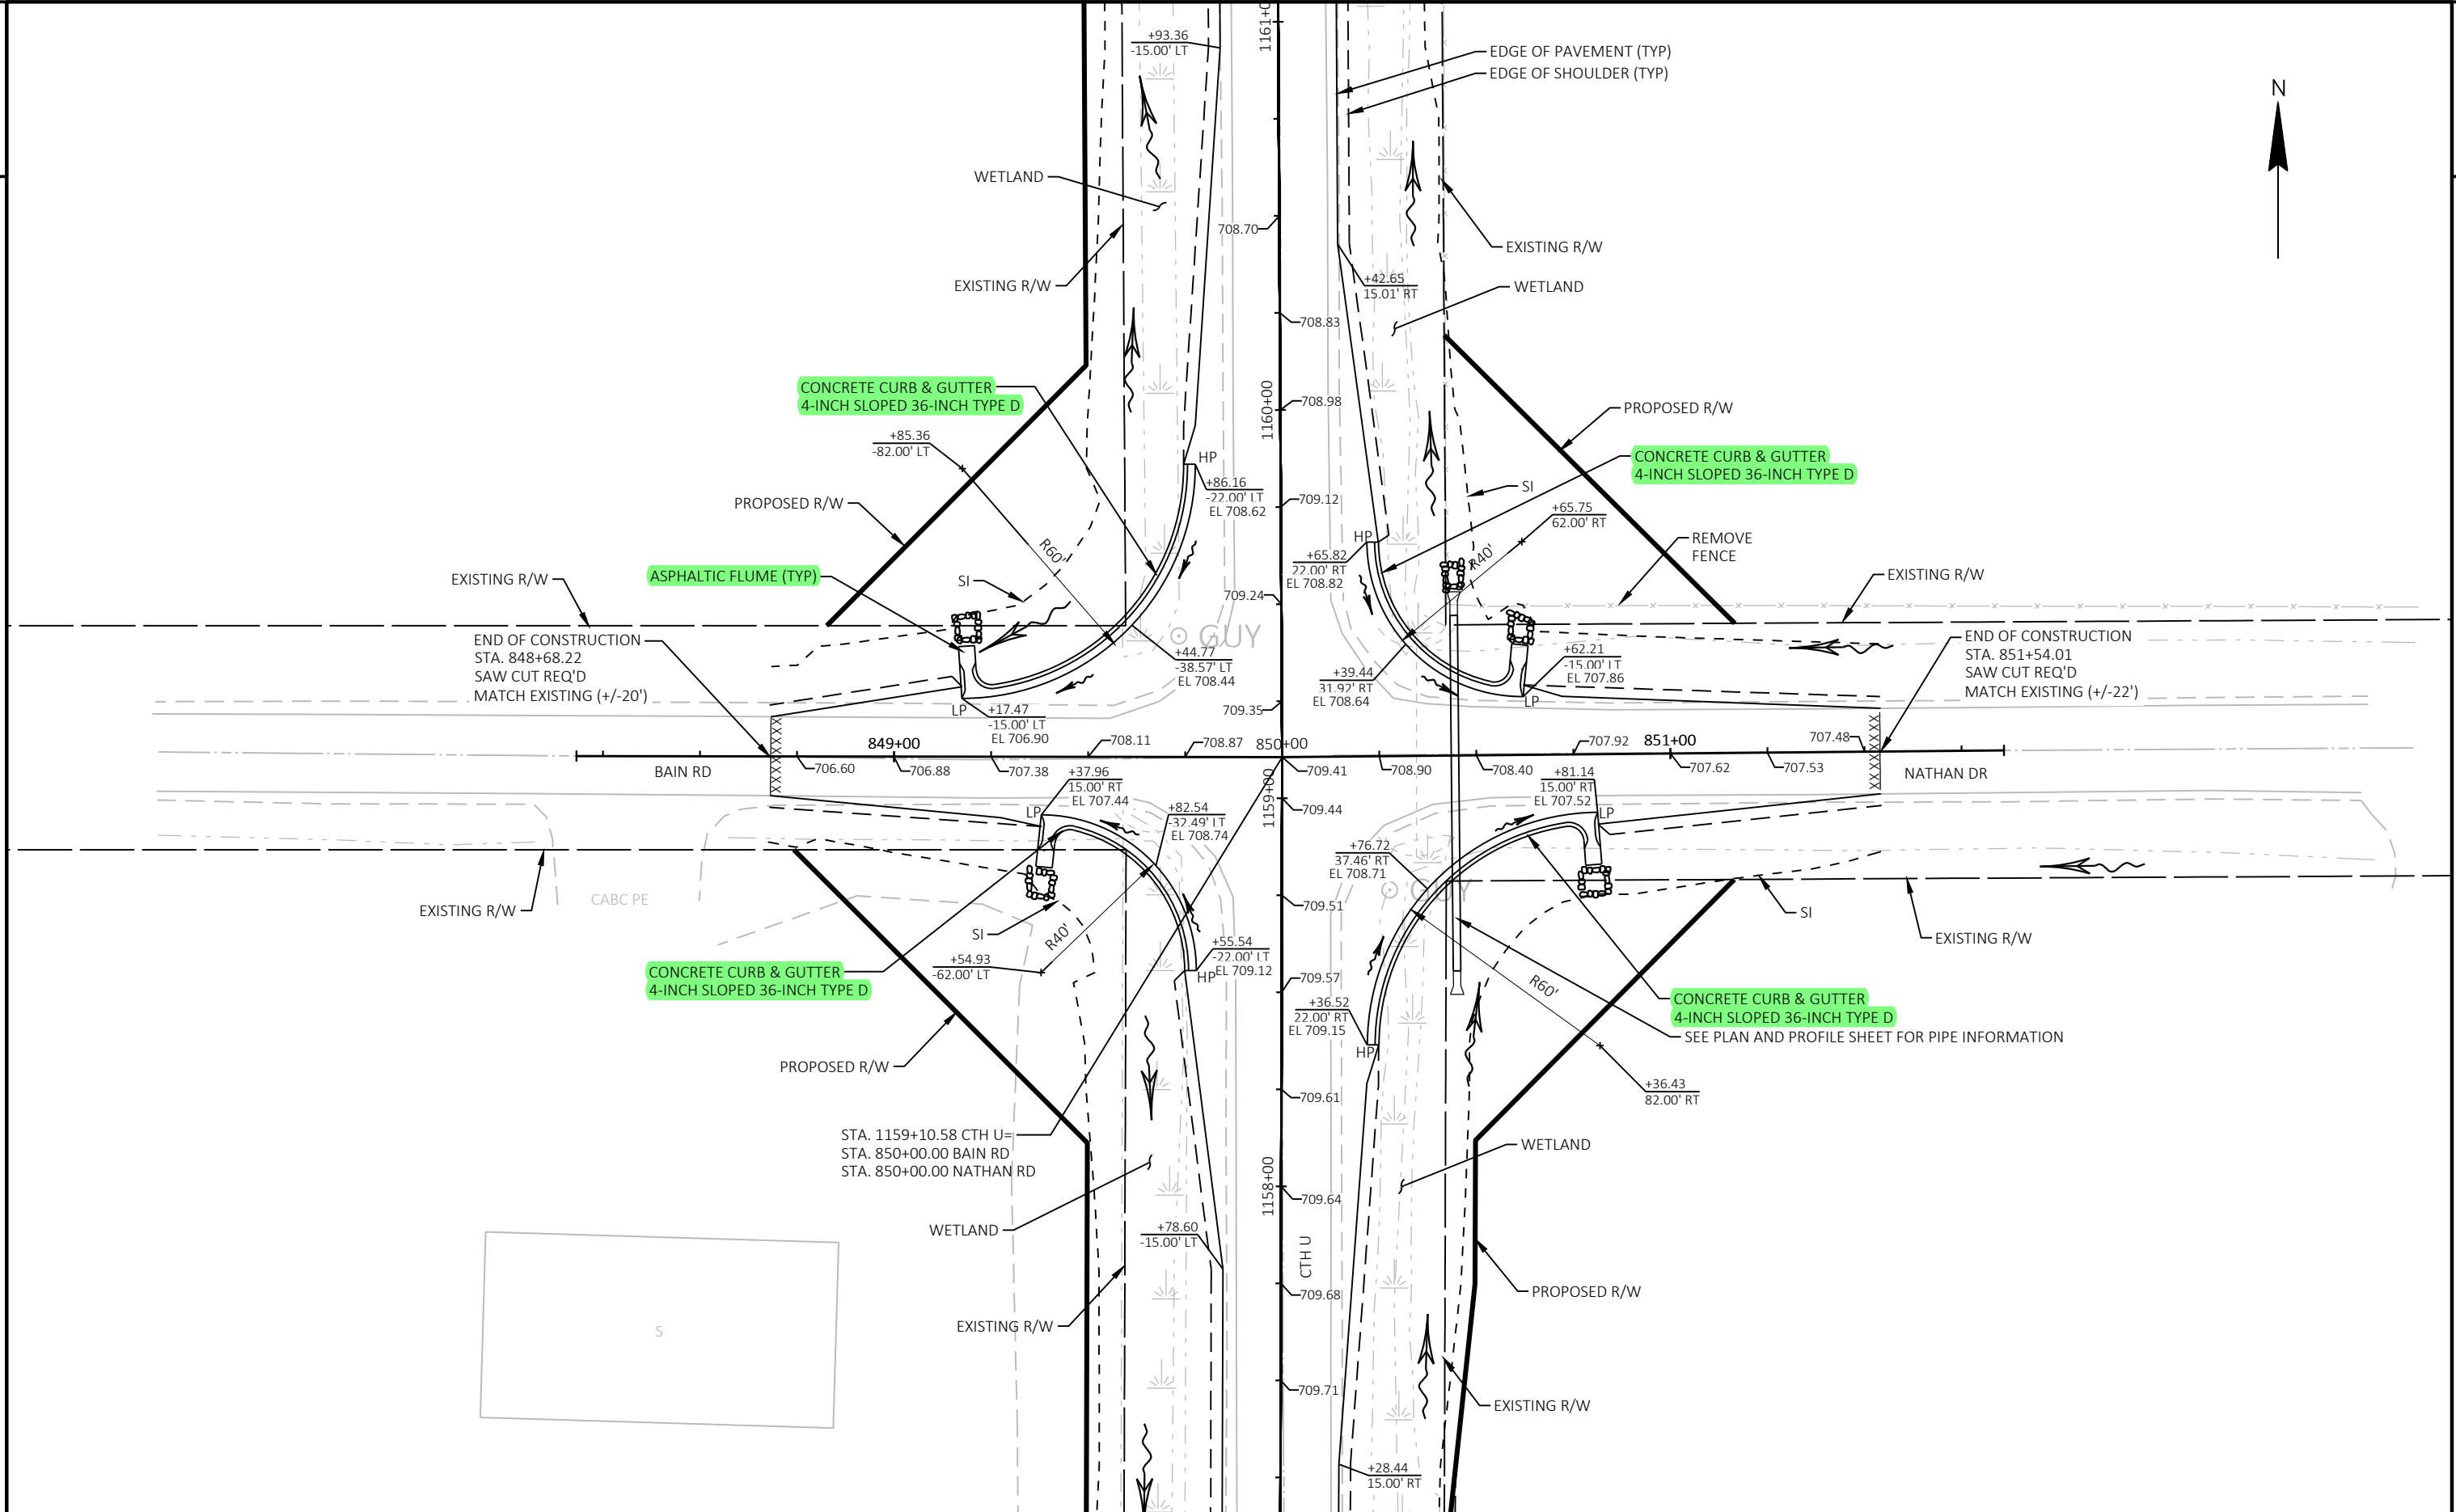 +93.36
-15.00' LT
1161+0
EDGE OF PAVEMENT (TYP)
EDGE OF SHOULDER (TYP)
N
WETLAND
708.70
EXISTING R/W
EXISTING R/W
+42.65
15.01' RT
WETLAND
708.83
CONCRETE CURB & GUTTER
4-INCH SLOPED 36-INCH TYPE D
1160+00
708.98
PROPOSED R/W
+85.36
-82.00' LT
HP
CONCRETE CURB & GUTTER
4-INCH SLOPED 36-INCH TYPE D
+86.16
-22.00' LT
EL 708.62
709.12
SI
PROPOSED R/W
+65.75
62.00' RT
R60'
HP
+65.82
22.00' RT
EL 708.82
R40'
REMOVE
FENCE
EXISTING R/W
ASPHALTIC FLUME (TYP)
SI
709.24
EXISTING R/W
END OF CONSTRUCTION
STA. 848+68.22
SAW CUT REQ'D
MATCH EXISTING (+/-20')
GUY
+44.77
-38.57' LT
EL 708.44
+39.44
31.92' RT
EL 708.64
+62.21
-15.00' LT
EL 707.86
END OF CONSTRUCTION
STA. 851+54.01
SAW CUT REQ'D
MATCH EXISTING (+/-22')
LP
+17.47
-15.00' LT
EL 706.90
709.35
LP
849+00
708.11
708.87
850+00
707.92
851+00
707.48
BAIN RD
706.60
706.88
707.38
709.41
708.90
708.40
707.62
707.53
NATHAN DR
+37.96
15.00' RT
EL 707.44
+81.14
15.00' RT
EL 707.52
LP
+82.54
-32.49' LT
EL 708.74
1159+00
709.44
LP
+76.72
37.46' RT
EL 708.71
GUY
CABC PE
EXISTING R/W
709.51
SI
SI
R40'
EXISTING R/W
+54.93
-62.00' LT
+55.54
-22.00' LT
EL 709.12
HP
CONCRETE CURB & GUTTER
4-INCH SLOPED 36-INCH TYPE D
709.57
R60'
+36.52
22.00' RT
EL 709.15
HP
CONCRETE CURB & GUTTER
4-INCH SLOPED 36-INCH TYPE D
SEE PLAN AND PROFILE SHEET FOR PIPE INFORMATION
PROPOSED R/W
+36.43
82.00' RT
709.61
STA. 1159+10.58 CTH U=
STA. 850+00.00 BAIN RD
STA. 850+00.00 NATHAN RD
WETLAND
1158+00
709.64
WETLAND
+78.60
-15.00' LT
CTH U
709.68
PROPOSED R/W
EXISTING R/W
S
709.71
EXISTING R/W
+28.44
15.00' RT